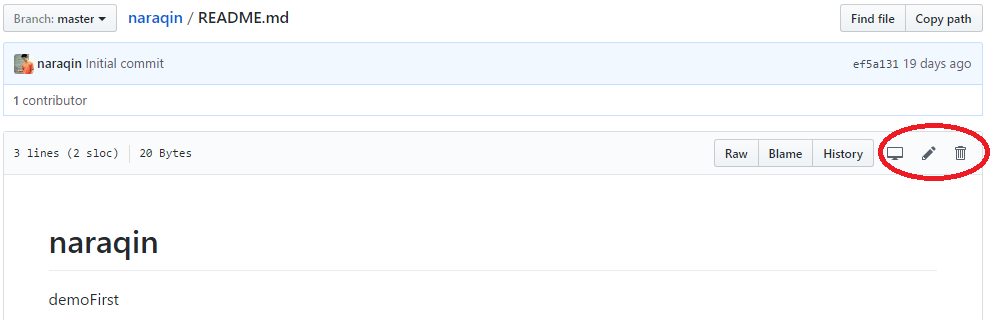 Branch: master
naraqin / README.md
Find file
Copy path
naraqin Initial commit
ef5a131 19 days ago
1 contributor
3 lines (2 sloc)
20 Bytes
Raw
Blame
History
naraqin
demoFirst